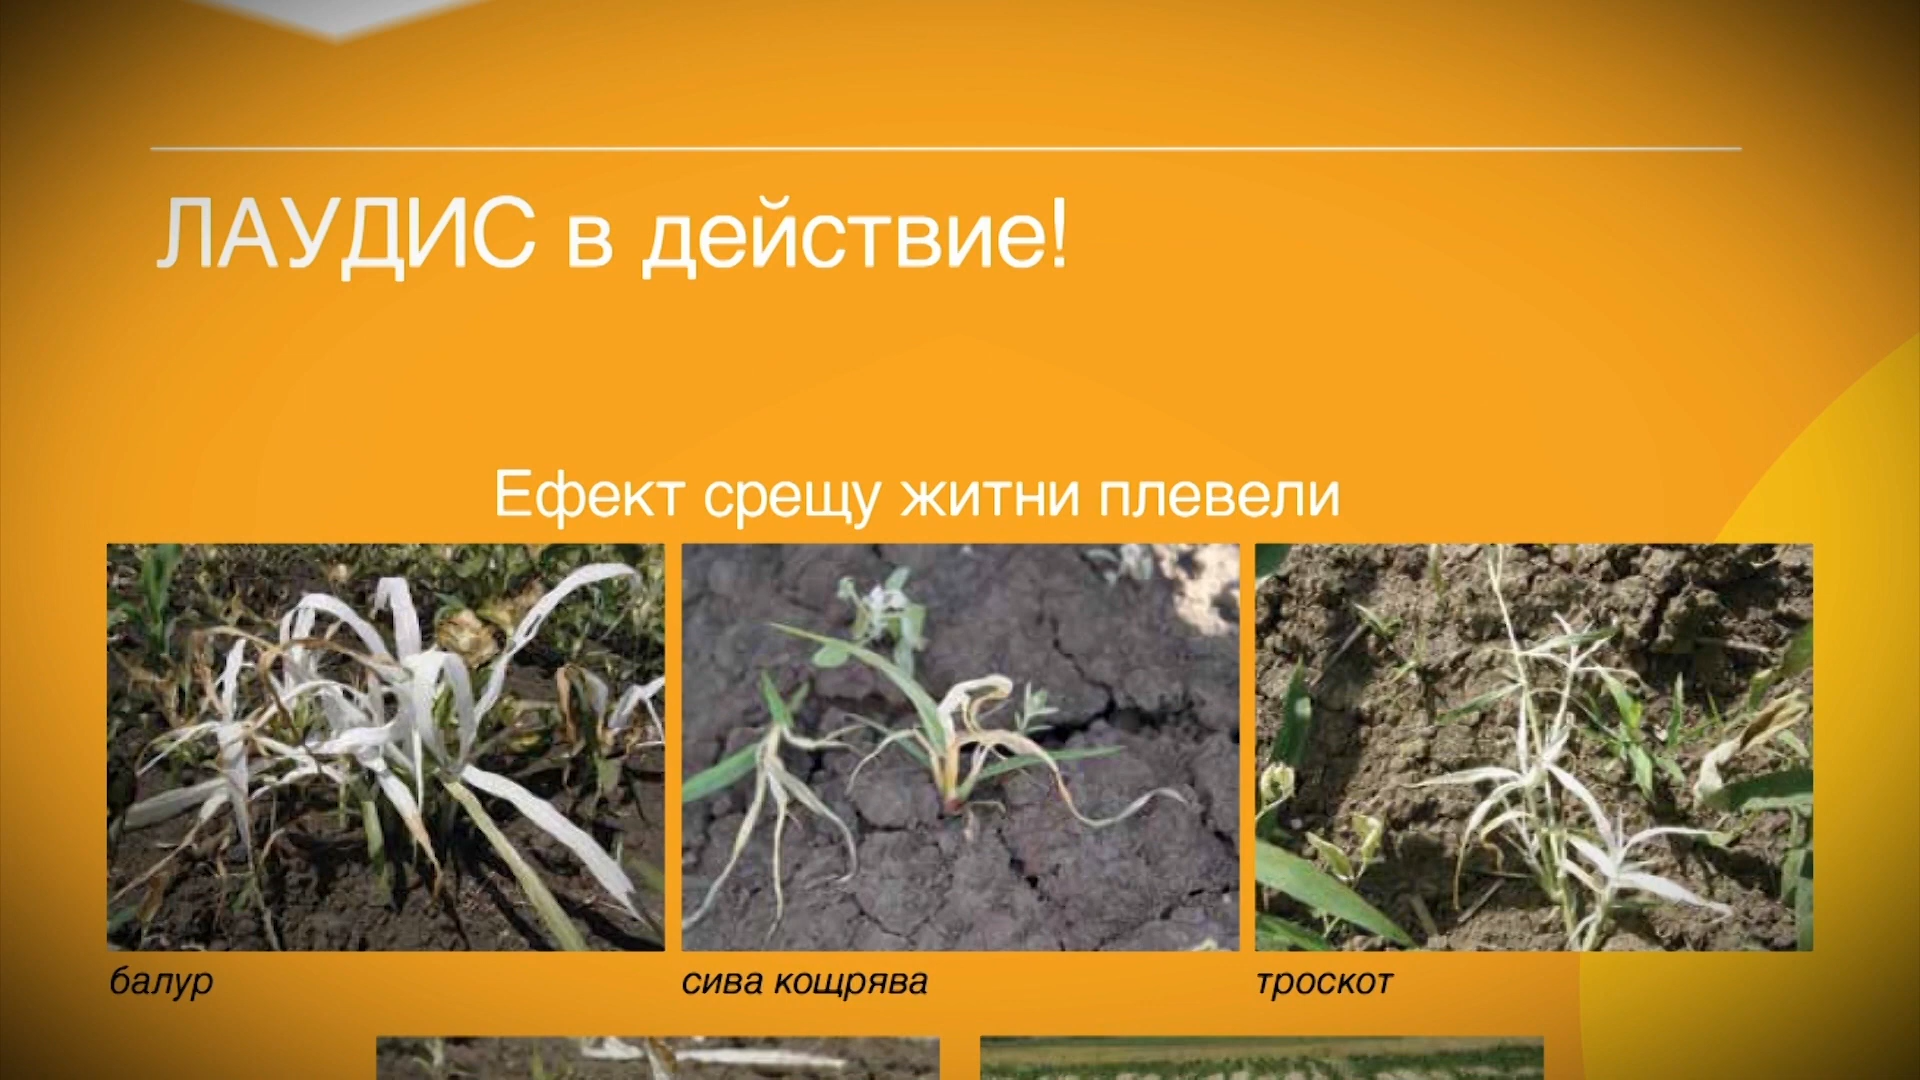 ЛАУДИС в действие!
Ефект срещу житни плевели
балур
сива кощрява
троскот